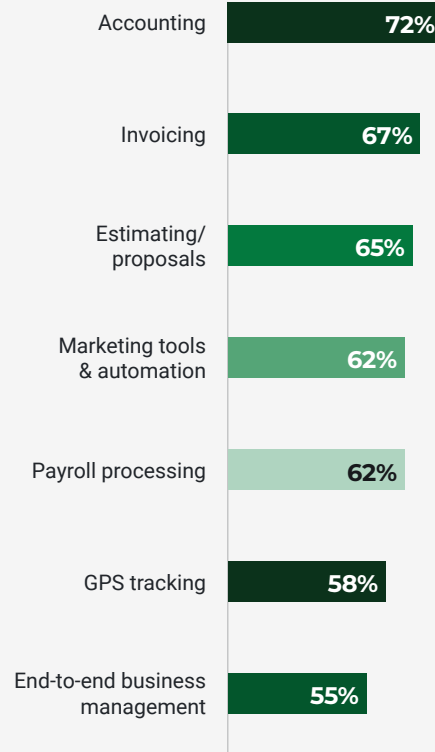 Accounting
72%
Invoicing
67%
Estimating/
proposals
65%
Marketing tools
& automation
62%
Payroll processing
62%
GPS tracking
58%
End-to-end business
management
55%